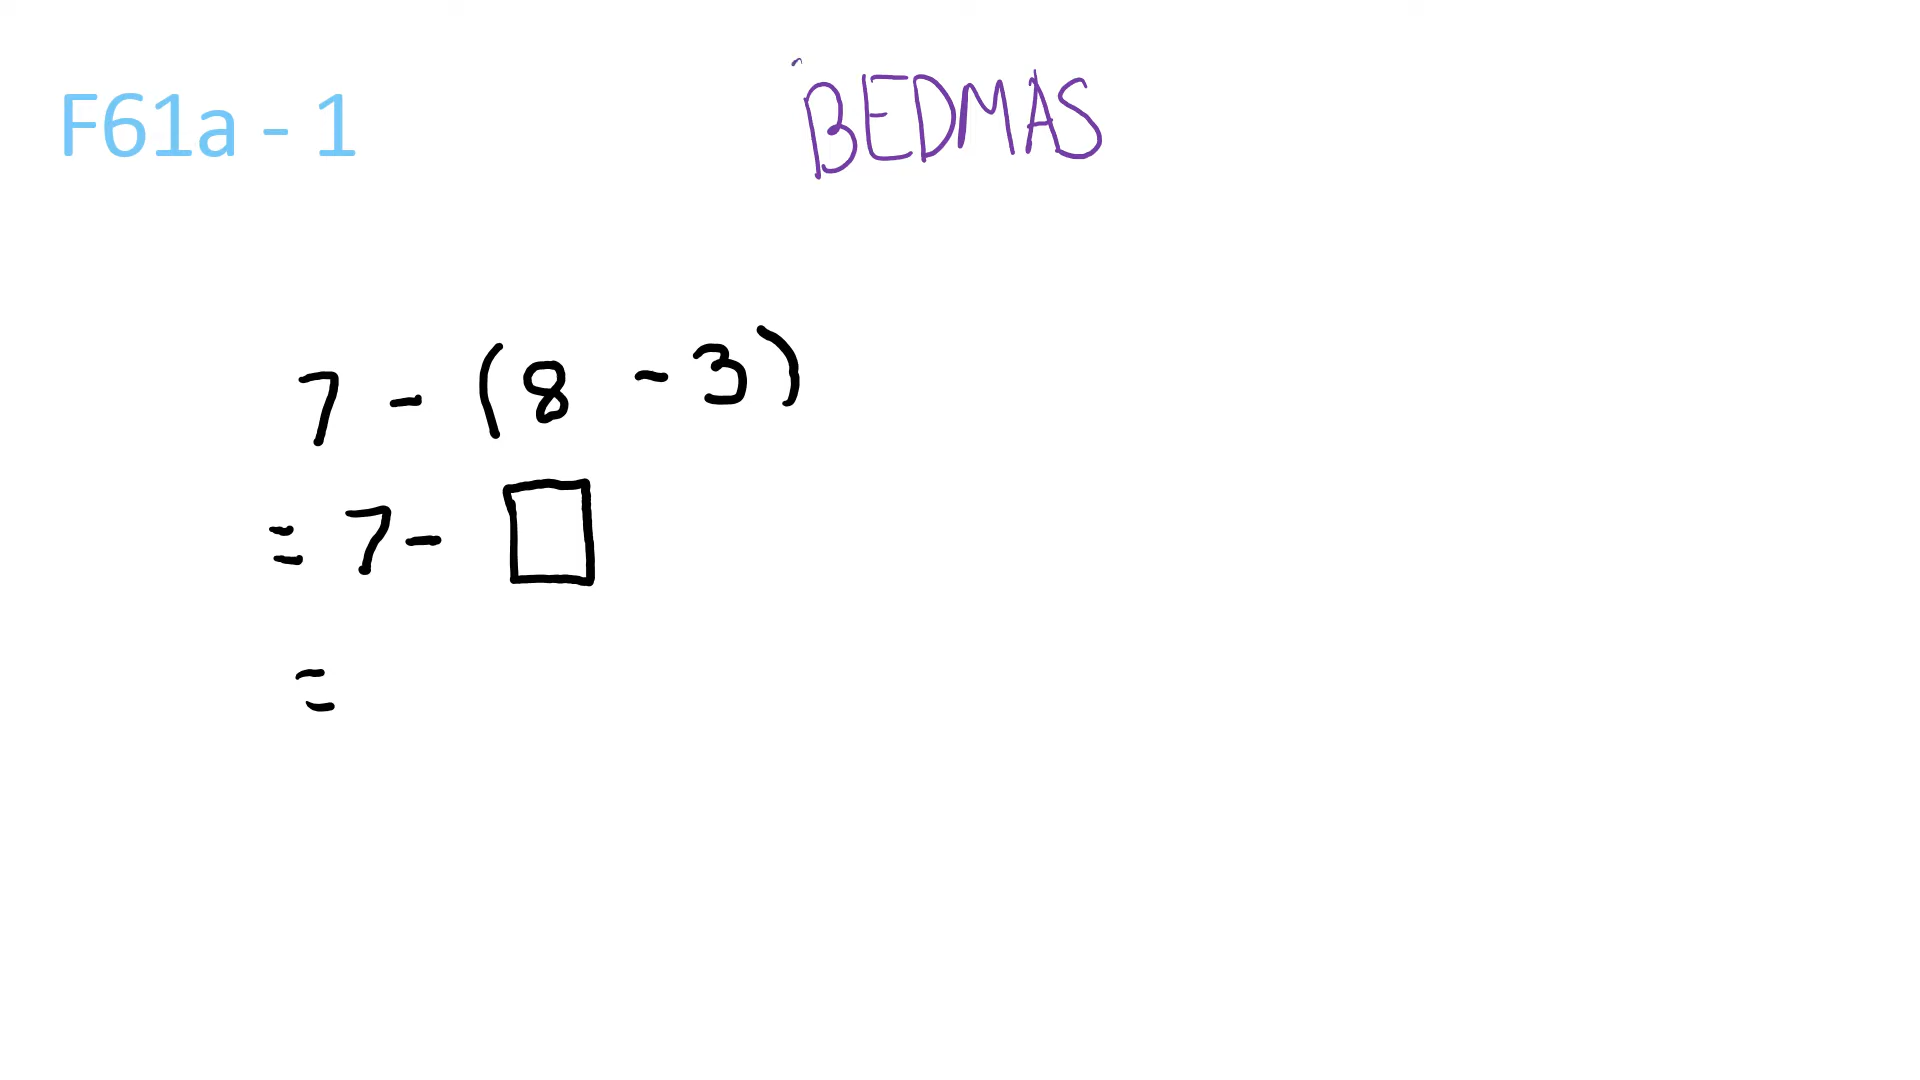 F61a - 1
BEDMAS
7 - (8 - 3)
= 7 - □
=